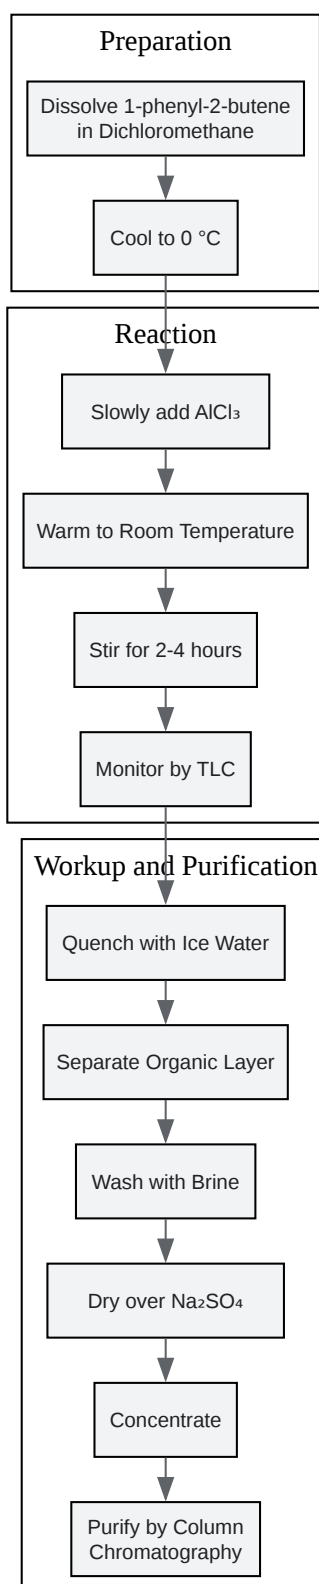 Preparation
Dissolve 1-phenyl-2-butene
in Dichloromethane
Cool to 0 °C
Reaction
Slowly add AlCl₃
Warm to Room Temperature
Stir for 2-4 hours
Monitor by TLC
Workup and Purification
Quench with Ice Water
Separate Organic Layer
Wash with Brine
Dry over Na₂SO₄
Concentrate
Purify by Column
Chromatography